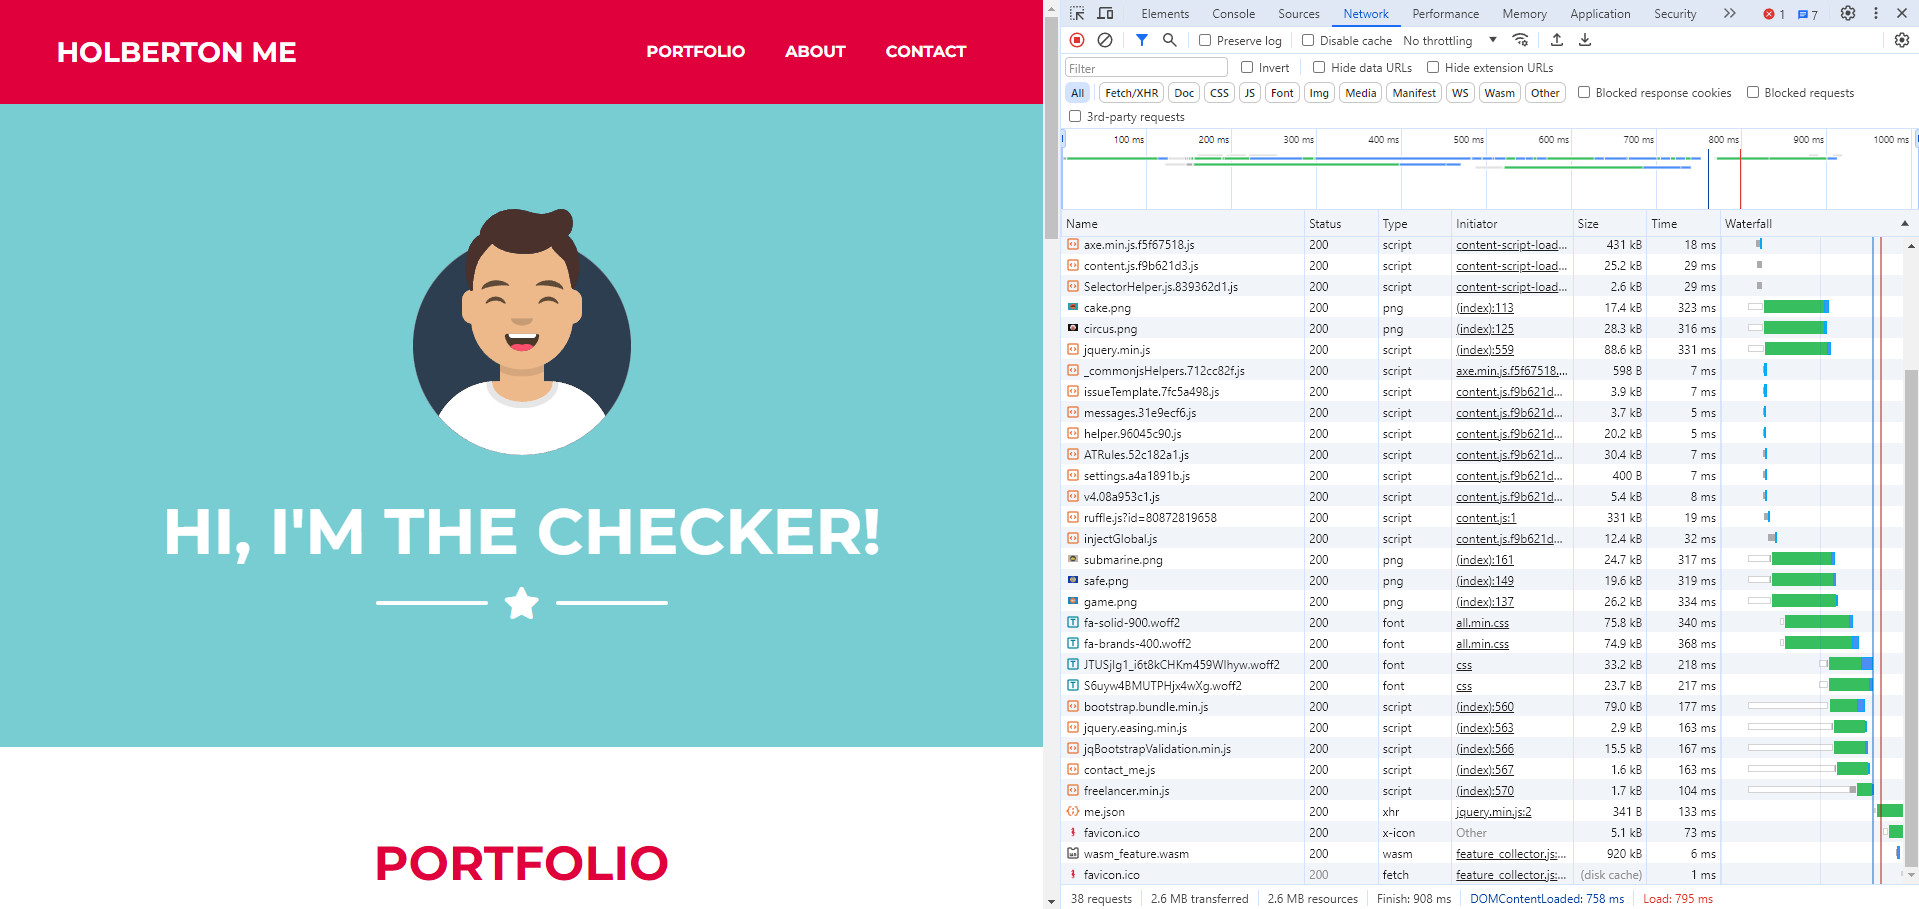 HOLBERTON ME
PORTFOLIO ABOUT CONTACT
HI, I'M THE CHECKER!
PORTFOLIO
Elements Console Sources Network Performance Memory Application Security 1 7
Preserve log Disable cache No throttling
Filter Invert Hide data URLs Hide extension URLs
All Fetch/XHR Doc CSS JS Font Img Media Manifest WS Wasm Other Blocked response cookies Blocked requests
3rd-party requests
100 ms 200 ms 300 ms 400 ms 500 ms 600 ms 700 ms 800 ms 900 ms 1000 ms
Name Status Type Initiator Size Time Waterfall
axe.min.js.f5f67518.js 200 script content-script-load... 431 kB 18 ms
content.js.f9b621d3.js 200 script content-script-load... 25.2 kB 29 ms
SelectorHelper.js.839362d1.js 200 script content-script-load... 2.6 kB 29 ms
cake.png 200 png (index):113 17.4 kB 323 ms
circus.png 200 png (index):125 28.3 kB 316 ms
jquery.min.js 200 script (index):559 88.6 kB 331 ms
_commonjsHelpers.712cc82f.js 200 script axe.min.js.f5f67518.... 598 B 7 ms
issueTemplate.7fc5a498.js 200 script content.js.f9b621d... 3.9 kB 7 ms
messages.31e9ecf6.js 200 script content.js.f9b621d... 3.7 kB 5 ms
helper.96045c90.js 200 script content.js.f9b621d... 20.2 kB 5 ms
ATRules.52c182a1.js 200 script content.js.f9b621d... 30.4 kB 7 ms
settings.a4a1891b.js 200 script content.js.f9b621d... 400 B 7 ms
v4.08a953c1.js 200 script content.js.f9b621d... 5.4 kB 8 ms
ruffle.js?id=80872819658 200 script content.js:1 331 kB 19 ms
injectGlobal.js 200 script content.js.f9b621d... 12.4 kB 32 ms
submarine.png 200 png (index):161 24.7 kB 317 ms
safe.png 200 png (index):149 19.6 kB 319 ms
game.png 200 png (index):137 26.2 kB 334 ms
fa-solid-900.woff2 200 font all.min.css 75.8 kB 340 ms
fa-brands-400.woff2 200 font all.min.css 74.9 kB 368 ms
JTUSjIg1_i6t8kCHKm459Wlhyw.woff2 200 font css 33.2 kB 218 ms
S6uyw4BMUTPHjx4wXg.woff2 200 font css 23.7 kB 217 ms
bootstrap.bundle.min.js 200 script (index):560 79.0 kB 177 ms
jquery.easing.min.js 200 script (index):563 2.9 kB 163 ms
jqBootstrapValidation.min.js 200 script (index):566 15.5 kB 167 ms
contact_me.js 200 script (index):567 1.6 kB 163 ms
freelancer.min.js 200 script (index):570 1.7 kB 104 ms
me.json 200 xhr jquery.min.js:2 341 B 133 ms
favicon.ico 200 x-icon Other 5.1 kB 73 ms
wasm_feature.wasm 200 wasm feature_collector.js:... 920 kB 6 ms
favicon.ico 200 fetch feature_collector.js:... (disk cache) 1 ms
38 requests 2.6 MB transferred 2.6 MB resources Finish: 908 ms DOMContentLoaded: 758 ms Load: 795 ms